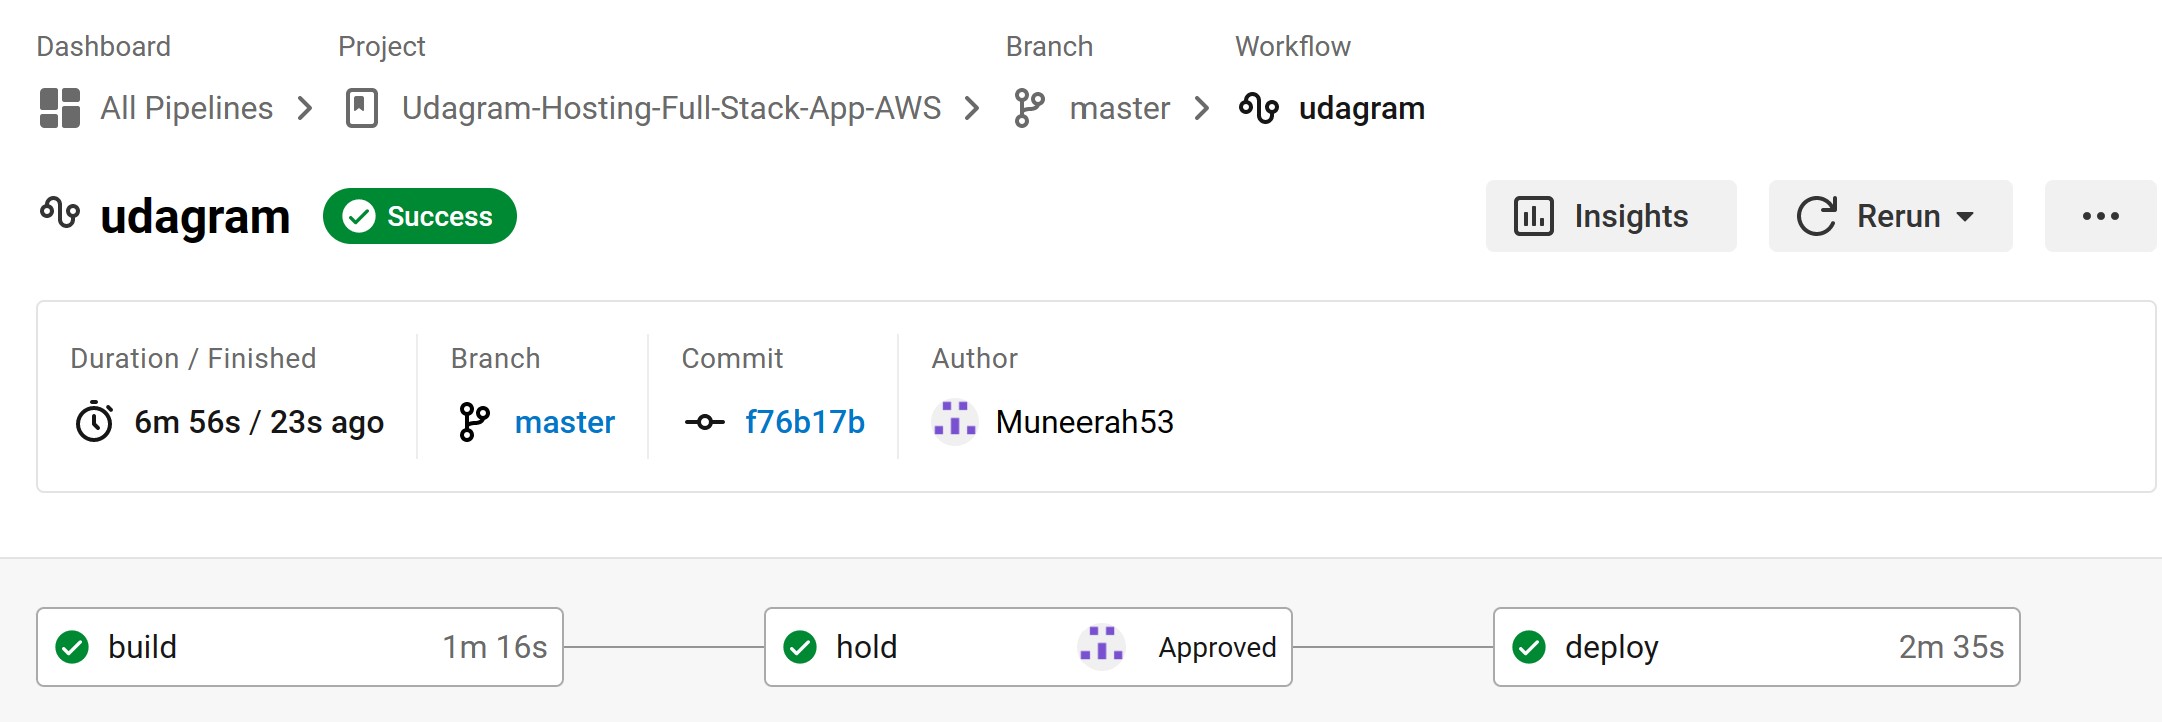 Dashboard Project Branch Workflow
All Pipelines Udagram-Hosting-Full-Stack-App-AWS master udagram
udagram Success Insights Rerun
Duration / Finished Branch Commit Author
6m 56s / 23s ago master f76b17b Muneerah53
build 1m 16s hold Approved deploy 2m 35s